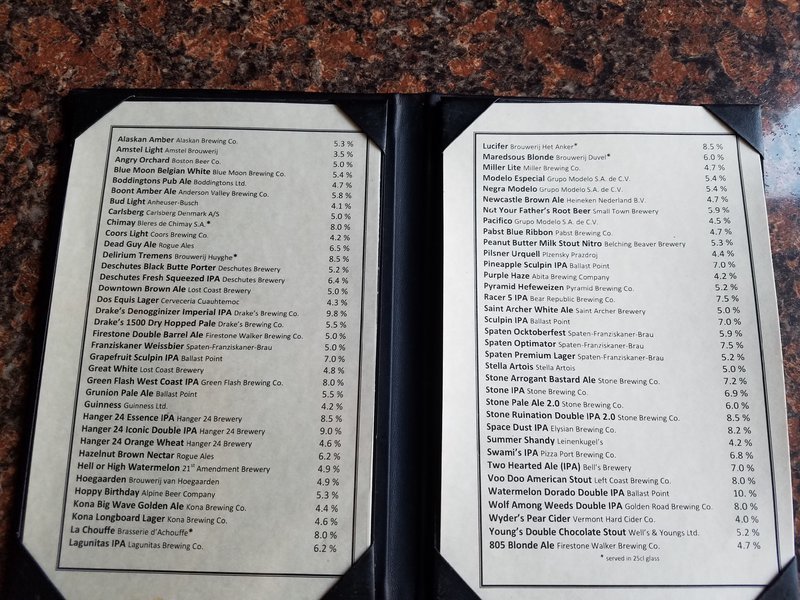 Alaskan Amber Alaskan Brewing Co. 5.3 %
Amstel Light Amstel Brouwerij 3.5 %
Angry Orchard Boston Beer Co. 5.0 %
Blue Moon Belgian White Blue Moon Brewing Co. 5.4 %
Boddingtons Pub Ale Boddingtons Ltd. 4.7 %
Boont Amber Ale Anderson Valley Brewing Co. 5.8 %
Bud Light Anheuser-Busch 4.1 %
Carlsberg Carlsberg Denmark A/S 5.0 %
Chimay Bieres de Chimay S.A.* 8.0 %
Coors Light Coors Brewing Co. 4.2 %
Dead Guy Ale Rogue Ales 6.5 %
Delirium Tremens Brouwerij Huyghe* 8.5 %
Deschutes Black Butte Porter Deschutes Brewery 5.2 %
Deschutes Fresh Squeezed IPA Deschutes Brewery 6.4 %
Downtown Brown Ale Lost Coast Brewery 5.0 %
Dos Equis Lager Cerveceria Cuauhtemoc 4.3 %
Drake's Denogginizer Imperial IPA Drake's Brewing Co. 9.8 %
Drake's 1500 Dry Hopped Pale Drake's Brewing Co. 5.5 %
Firestone Double Barrel Ale Firestone Walker Brewing Co. 5.0 %
Franziskaner Weissbier Spaten-Franziskaner-Brau 5.0 %
Grapefruit Sculpin IPA Ballast Point 7.0 %
Great White Lost Coast Brewery 4.8 %
Green Flash West Coast IPA Green Flash Brewing Co. 8.0 %
Grunion Pale Ale Ballast Point 5.5 %
Guinness Guinness Ltd. 4.2 %
Hanger 24 Essence IPA Hanger 24 Brewery 8.5 %
Hanger 24 Iconic Double IPA Hanger 24 Brewery 9.0 %
Hanger 24 Orange Wheat Hanger 24 Brewery 4.6 %
Hazelnut Brown Nectar Rogue Ales 6.2 %
Hell or High Watermelon 21st Amendment Brewery 4.9 %
Hoegaarden Brouwerij van Hoegaarden 4.9 %
Hoppy Birthday Alpine Beer Company 5.3 %
Kona Big Wave Golden Ale Kona Brewing Co. 4.4 %
Kona Longboard Lager Kona Brewing Co. 4.6 %
La Chouffe Brasserie d'Achouffe* 8.0 %
Lagunitas IPA Lagunitas Brewing Co. 6.2 %
Lucifer Brouwerij Het Anker* 8.5 %
Maredsous Blonde Brouwerij Duvel* 6.0 %
Miller Lite Miller Brewing Co. 4.7 %
Modelo Especial Grupo Modelo S.A. de C.V. 5.4 %
Negra Modelo Grupo Modelo S.A. de C.V. 5.4 %
Newcastle Brown Ale Heineken Nederland B.V. 4.7 %
Not Your Father's Root Beer Small Town Brewery 5.9 %
Pacifico Grupo Modelo S.A. de C.V. 4.5 %
Pabst Blue Ribbon Pabst Brewing Co. 4.7 %
Peanut Butter Milk Stout Nitro Belching Beaver Brewery 5.3 %
Pilsner Urquell Plzensky Prazdroj 4.4 %
Pineapple Sculpin IPA Ballast Point 7.0 %
Purple Haze Abita Brewing Company 4.2 %
Pyramid Hefeweizen Pyramid Brewing Co. 5.2 %
Racer 5 IPA Bear Republic Brewing Co. 7.5 %
Saint Archer White Ale Saint Archer Brewery 5.0 %
Sculpin IPA Ballast Point 7.0 %
Spaten Ocktoberfest Spaten-Franziskaner-Brau 5.9 %
Spaten Optimator Spaten-Franziskaner-Brau 7.5 %
Spaten Premium Lager Spaten-Franziskaner-Brau 5.2 %
Stella Artois Stella Artois 5.0 %
Stone Arrogant Bastard Ale Stone Brewing Co. 7.2 %
Stone IPA Stone Brewing Co. 6.9 %
Stone Pale Ale 2.0 Stone Brewing Co. 6.0 %
Stone Ruination Double IPA 2.0 Stone Brewing Co. 8.5 %
Space Dust IPA Elysian Brewing Co. 8.2 %
Summer Shandy Leinenkugel's 4.2 %
Swami's IPA Pizza Port Brewing Co. 6.8 %
Two Hearted Ale (IPA) Bell's Brewery 7.0 %
Voo Doo American Stout Left Coast Brewing Co. 8.0 %
Watermelon Dorado Double IPA Ballast Point 10. %
Wolf Among Weeds Double IPA Golden Road Brewing Co. 8.0 %
Wyder's Pear Cider Vermont Hard Cider Co. 4.0 %
Young's Double Chocolate Stout Well's & Youngs Ltd. 5.2 %
805 Blonde Ale Firestone Walker Brewing Co. 4.7 %
* served in 25cl glass